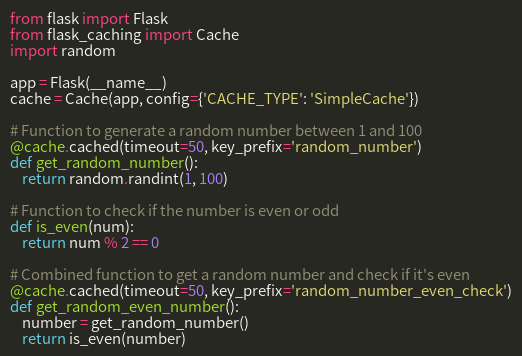 from flask import Flask
from flask_caching import Cache
import random
app = Flask(__name__)
cache = Cache(app, config={'CACHE_TYPE': 'SimpleCache'})
# Function to generate a random number between 1 and 100
@cache.cached(timeout=50, key_prefix='random_number')
def get_random_number():
    return random.randint(1, 100)
# Function to check if the number is even or odd
def is_even(num):
    return num % 2 == 0
# Combined function to get a random number and check if it's even
@cache.cached(timeout=50, key_prefix='random_number_even_check')
def get_random_even_number():
    number = get_random_number()
    return is_even(number)